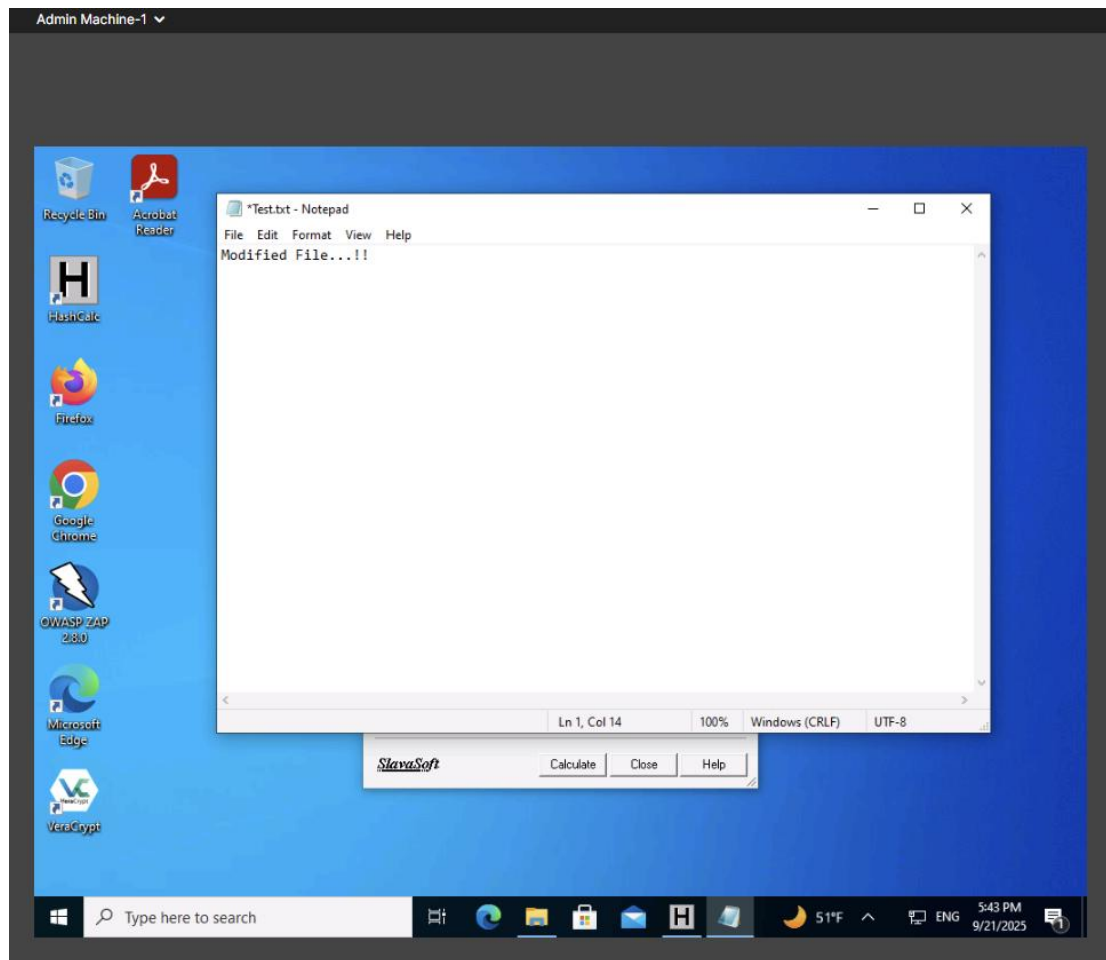 Admin Machine-1
Recycle Bin
Acrobat
Reader
HashCalc
Firefox
Google
Chrome
OWASP ZAP
2.8.0
Microsoft
Edge
VeraCrypt
VeraCrypt
*Test.txt - Notepad
File Edit Format View Help
Modified File...!!
Ln 1, Col 14 100% Windows (CRLF) UTF-8
SlavaSoft Calculate Close Help
H
Type here to search
H
51°F ENG
5:43 PM
9/21/2025
1